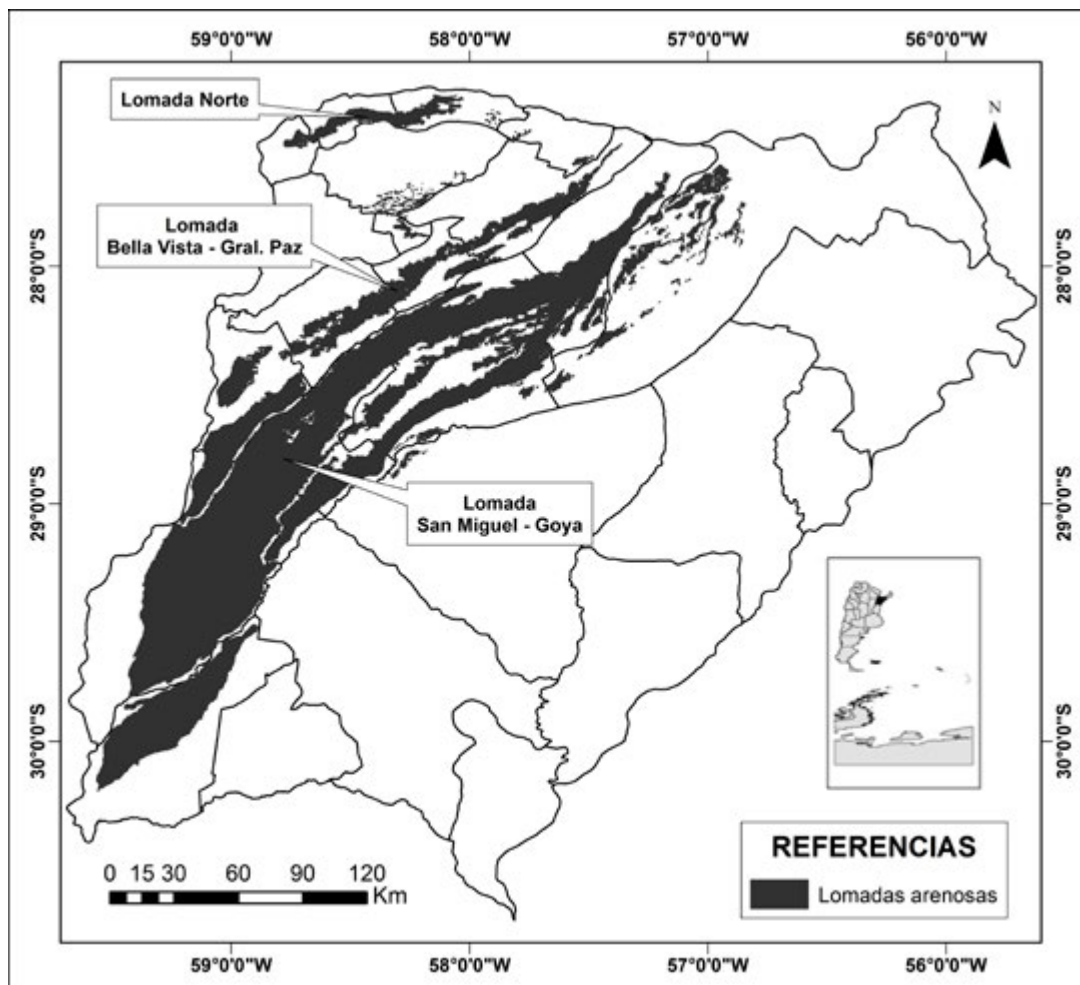 59°0'0"W 58°0'0"W 57°0'0"W 56°0'0"W
Lomada Norte
N
Lomada
Bella Vista - Gral. Paz
28°0'0"S 28°0'0"S
Lomada
San Miguel - Goya
29°0'0"S 29°0'0"S
30°0'0"S 30°0'0"S
REFERENCIAS
Lomadas arenosas
0 15 30 60 90 120
Km
59°0'0"W 58°0'0"W 57°0'0"W 56°0'0"W